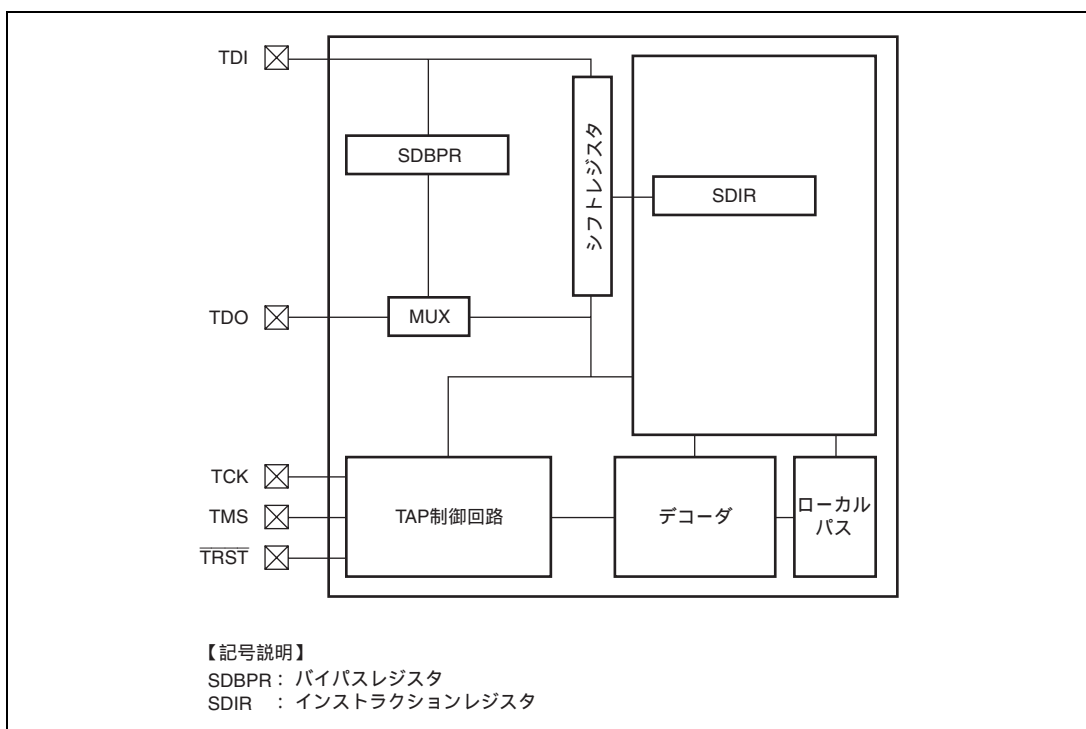 TDI
SDBPR
シフトレジスタ
SDIR
TDO
MUX
TCK
TMS
TRST
TAP制御回路
デコーダ
ローカル
パス
【記号説明】
SDBPR： バイパスレジスタ
SDIR ： インストラクションレジスタ